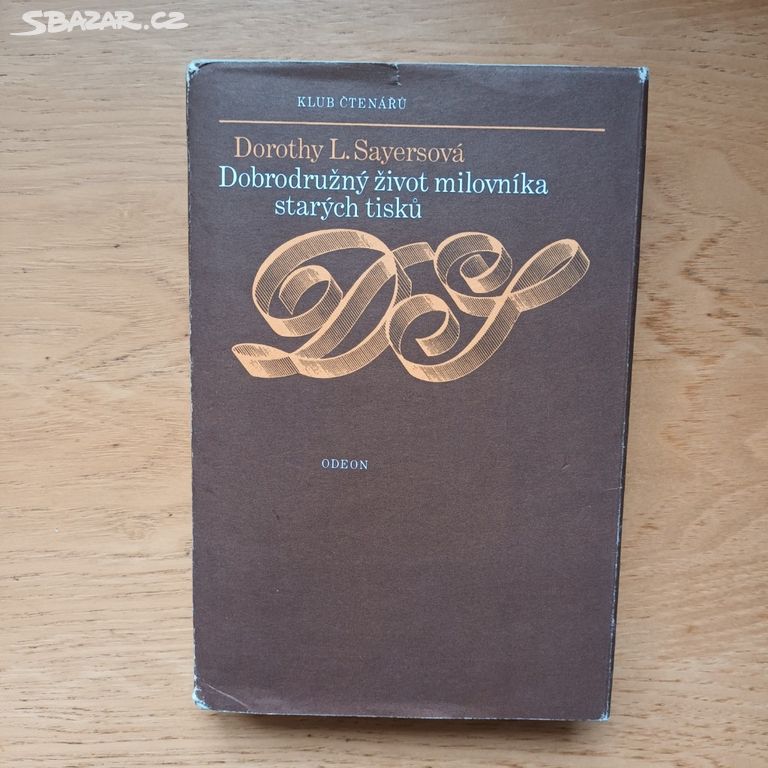 SBAZAR.CZ
KLUB ČTENÁŘŮ
Dorothy L. Sayersová
Dobrodružný život milovníka
starých tisků
DS
ODEON